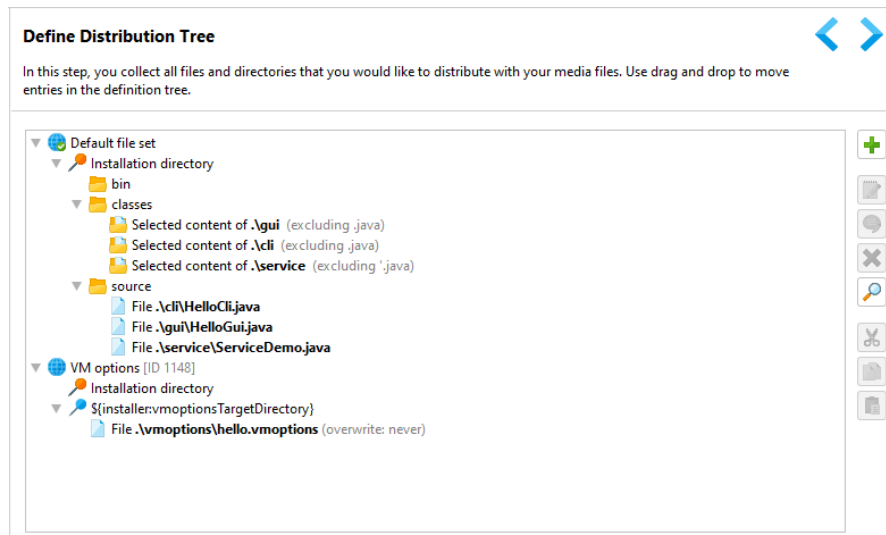 Define Distribution Tree
In this step, you collect all files and directories that you would like to distribute with your media files. Use drag and drop to move
entries in the definition tree.
Default file set
Installation directory
bin
classes
Selected content of .\gui (excluding .java)
Selected content of .\cli (excluding .java)
Selected content of .\service (excluding '.java)
source
File .\cli\HelloCli.java
File .\gui\HelloGui.java
File .\service\ServiceDemo.java
VM options [ID 1148]
Installation directory
${installer:vmoptionsTargetDirectory}
File .\vmoptions\hello.vmoptions (overwrite: never)